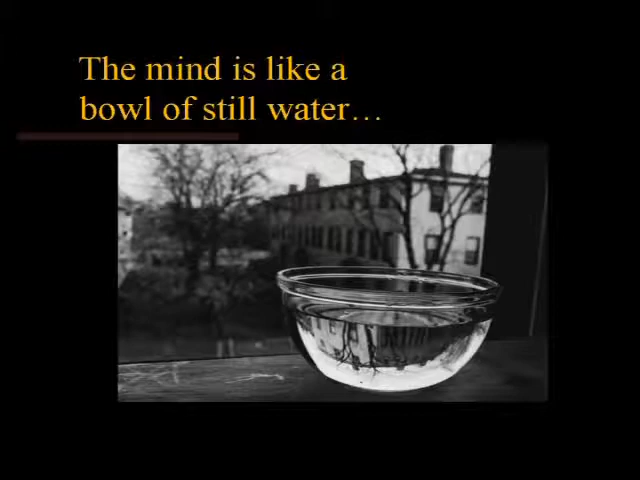 The mind is like a
bowl of still water…